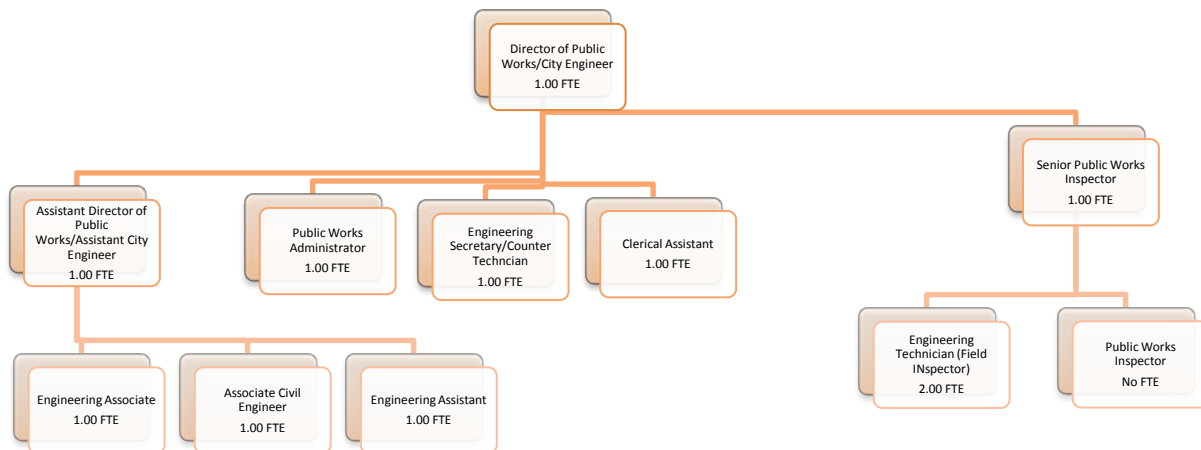 Director of Public
Works/City Engineer
1.00 FTE
Senior Public Works
Inspector
1.00 FTE
Assistant Director of
Public
Works/Assistant City
Engineer
1.00 FTE
Public Works
Administrator
1.00 FTE
Engineering
Secretary/Counter
Techncian
1.00 FTE
Clerical Assistant
1.00 FTE
Engineering Associate
1.00 FTE
Associate Civil
Engineer
1.00 FTE
Engineering Assistant
1.00 FTE
Engineering
Technician (Field
INspector)
2.00 FTE
Public Works
Inspector
No FTE